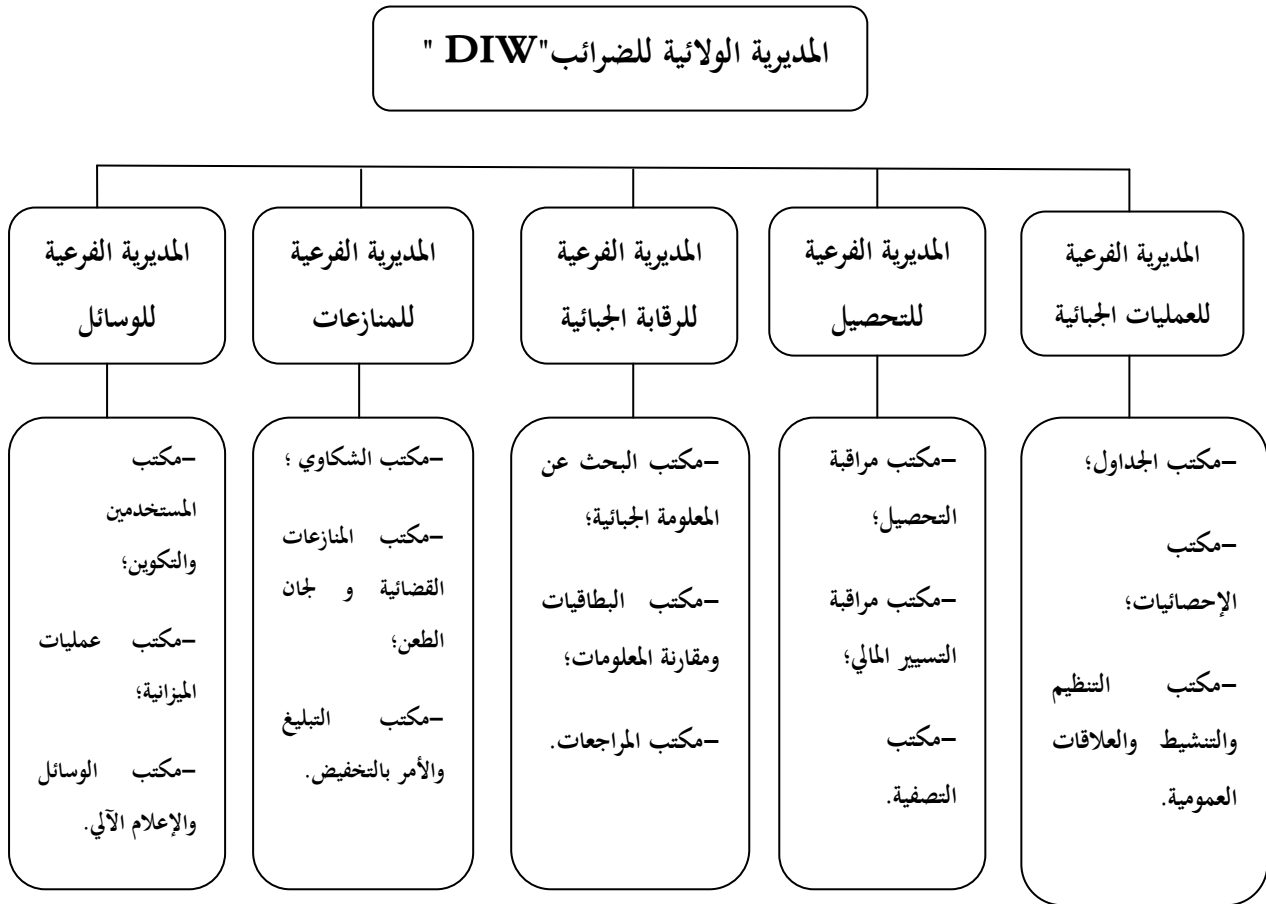 المديرية الولائية للضرائب"DIW "
المديرية الفرعية
للعمليات الجبائية
المديرية الفرعية
للتحصيل
المديرية الفرعية
للرقابة الجبائية
المديرية الفرعية
للمنازعات
المديرية الفرعية
للوسائل
–مكتب الجداول؛
–مكتب
الإحصائيات؛
–مكتب التنظيم
والتنشيط والعلاقات
العمومية.
–مكتب مراقبة
التحصيل؛
–مكتب مراقبة
التسيير المالي؛
–مكتب
التصفية.
–مكتب البحث عن
المعلومة الجبائية؛
–مكتب البطاقيات
ومقارنة المعلومات؛
–مكتب المراجعات.
–مكتب الشكاوي ؛
–مكتب المنازعات
القضائية و لجان
الطعن؛
–مكتب التبليغ
والأمر بالتخفيض.
–مكتب
المستخدمين
والتكوين؛
–مكتب عمليات
الميزانية؛
–مكتب الوسائل
والإعلام الآلي.